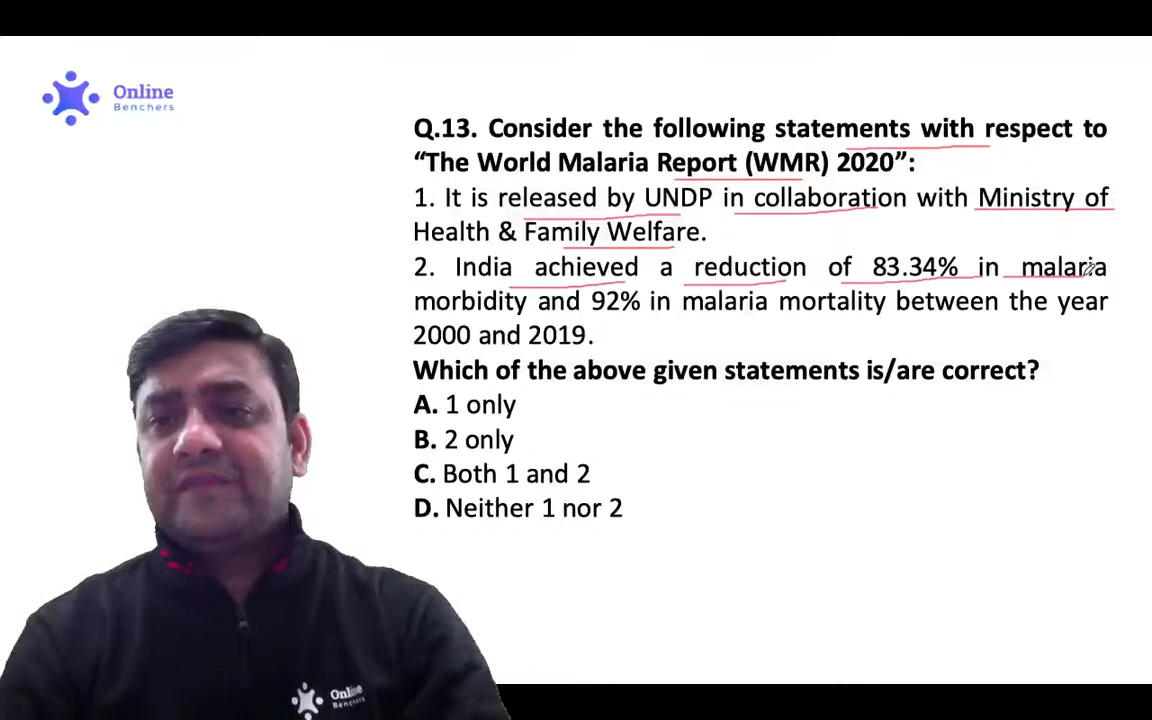 Online
Benchers
Q.13. Consider the following statements with respect to
“The World Malaria Report (WMR) 2020”:
1. It is released by UNDP in collaboration with Ministry of
Health & Family Welfare.
2. India achieved a reduction of 83.34% in malaria
morbidity and 92% in malaria mortality between the year
2000 and 2019.
Which of the above given statements is/are correct?
A. 1 only
B. 2 only
C. Both 1 and 2
D. Neither 1 nor 2
Online
Benchers